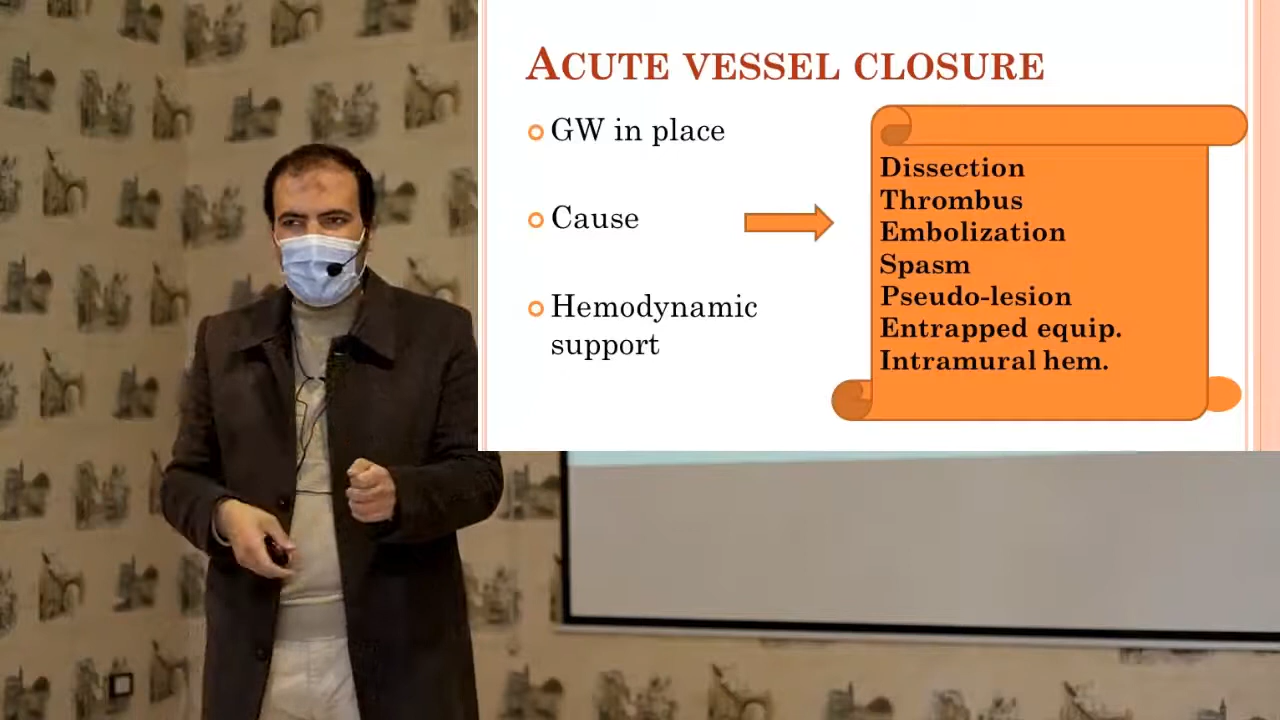 ACUTE VESSEL CLOSURE
GW in place
Cause
Hemodynamic
support
Dissection
Thrombus
Embolization
Spasm
Pseudo-lesion
Entrapped equip.
Intramural hem.